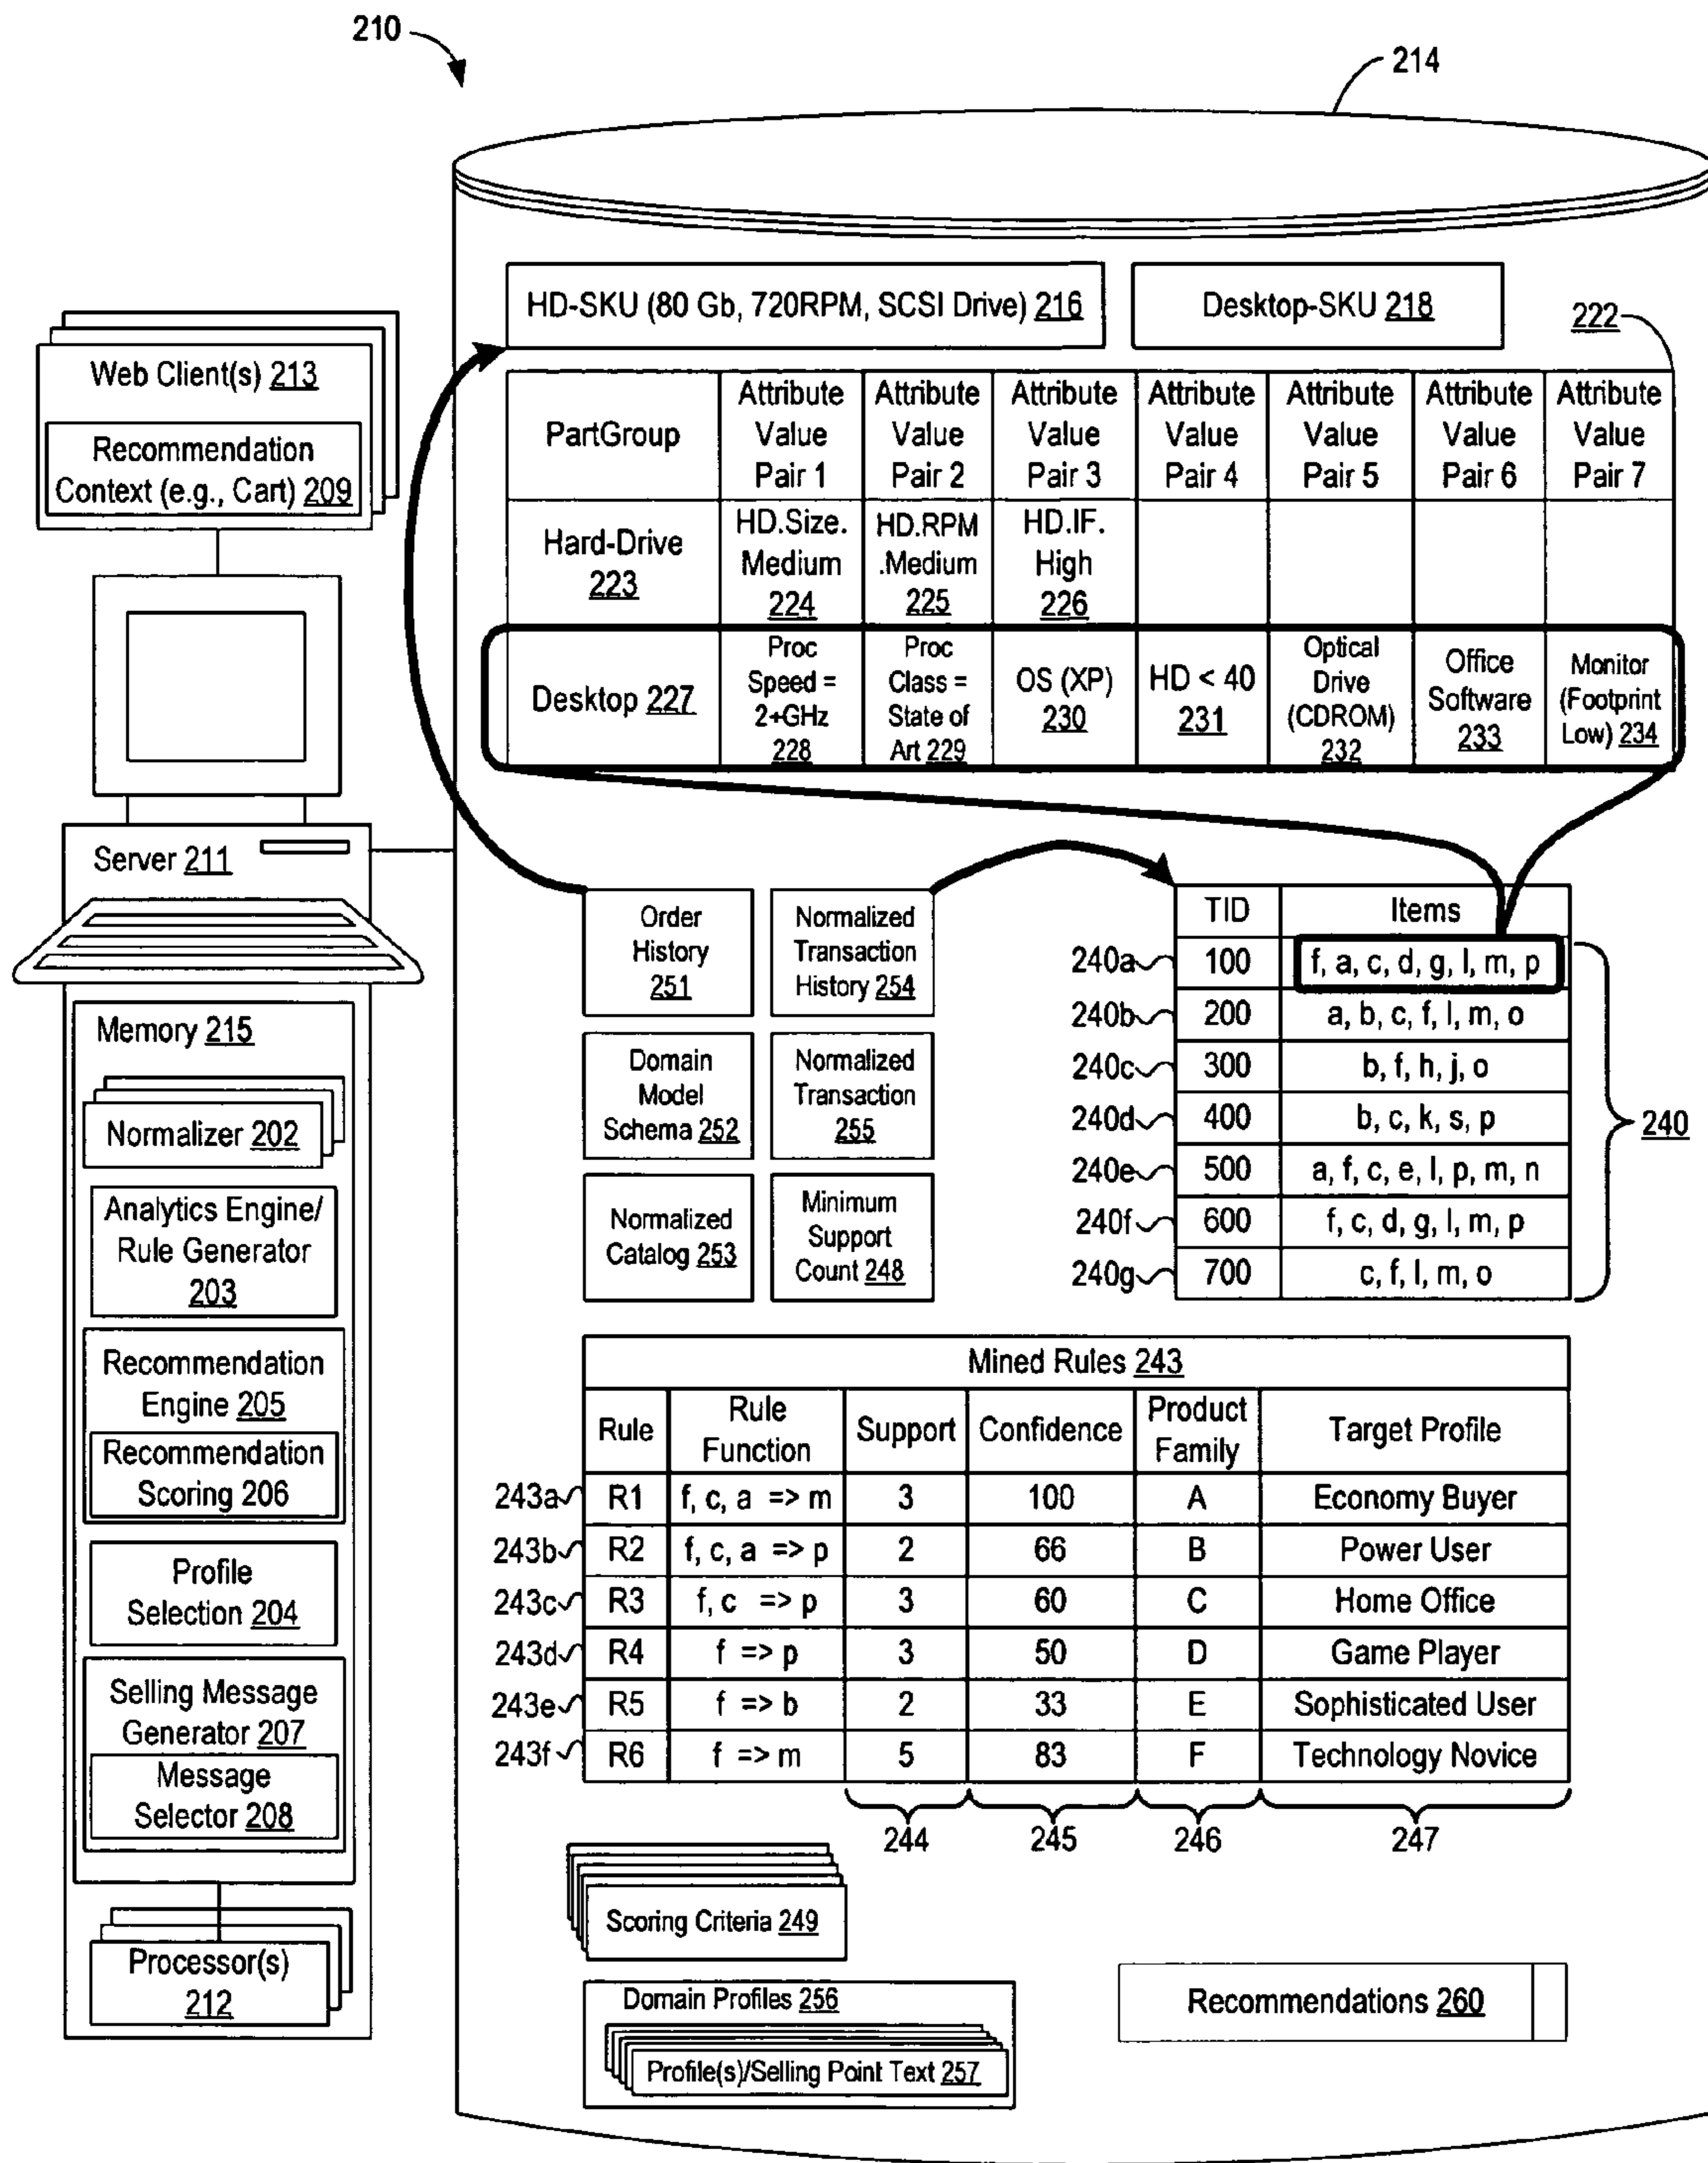 210
214
HD-SKU (80 Gb, 720RPM, SCSI Drive) 216
Desktop-SKU 218
222
Web Client(s) 213
Recommendation
Context (e.g., Cart) 209
PartGroup
Attribute
Value
Pair 1
Attribute
Value
Pair 2
Attribute
Value
Pair 3
Attribute
Value
Pair 4
Attribute
Value
Pair 5
Attribute
Value
Pair 6
Attribute
Value
Pair 7
Hard-Drive
223
HD.Size.
Medium
224
HD.RPM
.Medium
225
HD.IF.
High
226
Desktop 227
Proc
Speed =
2+GHz
228
Proc
Class =
State of
Art 229
OS (XP)
230
HD < 40
231
Optical
Drive
(CDROM)
232
Office
Software
233
Monitor
(Footprint
Low) 234
Server 211
Memory 215
Normalizer 202
Analytics Engine/
Rule Generator
203
Recommendation
Engine 205
Recommendation
Scoring 206
Profile
Selection 204
Selling Message
Generator 207
Message
Selector 208
Processor(s)
212
Order
History
251
Normalized
Transaction
History 254
Domain
Model
Schema 252
Normalized
Transaction
255
Normalized
Catalog 253
Minimum
Support
Count 248
TID Items
240a 100 f, a, c, d, g, l, m, p
240b 200 a, b, c, f, l, m, o
240c 300 b, f, h, j, o
240d 400 b, c, k, s, p
240e 500 a, f, c, e, l, p, m, n
240f 600 f, c, d, g, l, m, p
240g 700 c, f, l, m, o
240
Mined Rules 243
Rule
Rule
Function
Support
Confidence
Product
Family
Target Profile
243a R1 f, c, a => m 3 100 A Economy Buyer
243b R2 f, c, a => p 2 66 B Power User
243c R3 f, c => p 3 60 C Home Office
243d R4 f => p 3 50 D Game Player
243e R5 f => b 2 33 E Sophisticated User
243f R6 f => m 5 83 F Technology Novice
244 245 246 247
Scoring Criteria 249
Domain Profiles 256
Profile(s)/Selling Point Text 257
Recommendations 260